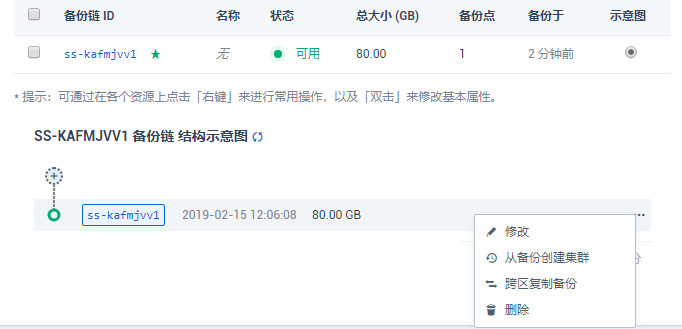 备份链 ID 名称 状态 总大小 (GB) 备份点 备份于 示意图
ss-kafmjvv1 ★ 无 可用 80.00 1 2 分钟前
* 提示：可通过在各个资源上点击「右键」来进行常用操作，以及「双击」来修改基本属性。
SS-KAFMJVV1 备份链 结构示意图
ss-kafmjvv1 2019-02-15 12:06:08 80.00 GB
修改
从备份创建集群
跨区复制备份
删除